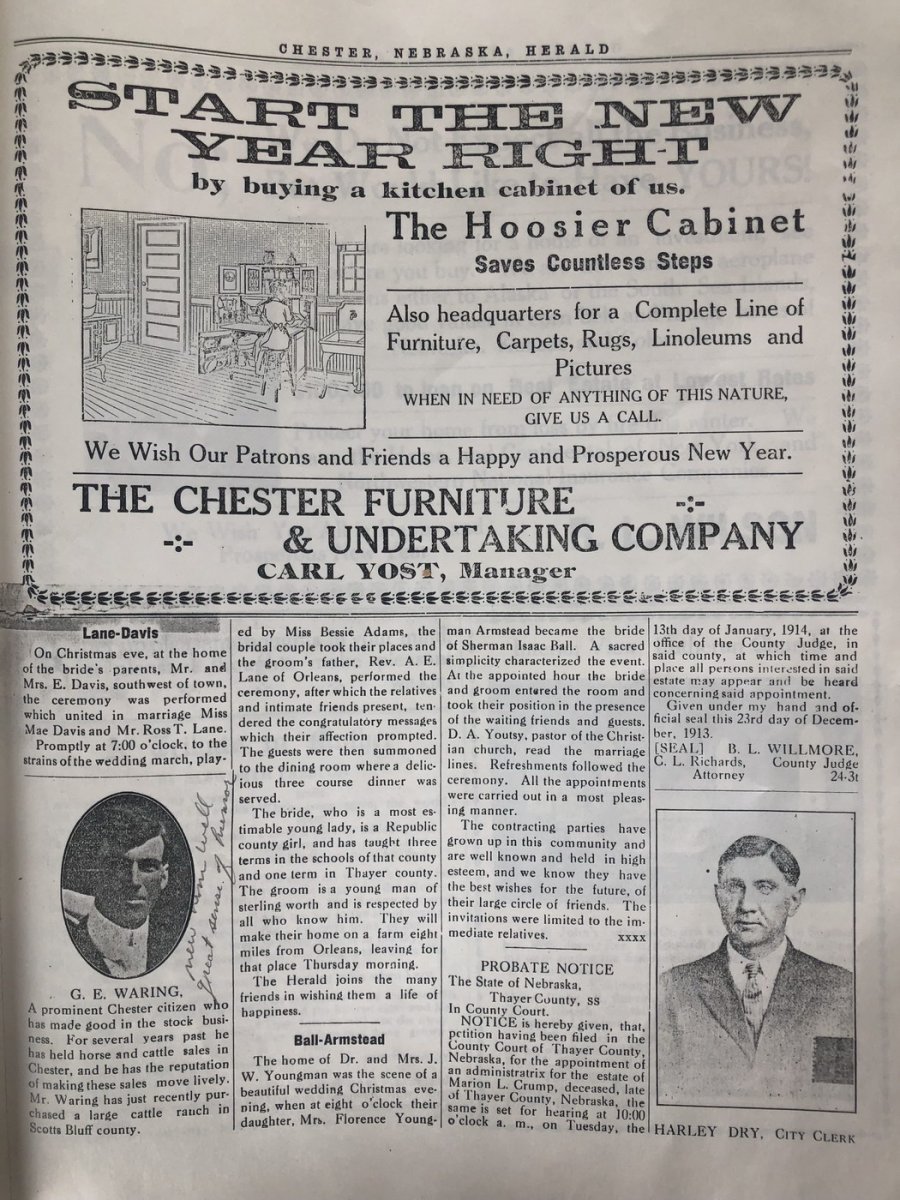 CHESTER, NEBRASKA, HERALD
START THE NEW
YEAR RIGHT
by buying a kitchen cabinet of us.
The Hoosier Cabinet
Saves Countless Steps
Also headquarters for a Complete Line of
Furniture, Carpets, Rugs, Linoleums and
Pictures
WHEN IN NEED OF ANYTHING OF THIS NATURE,
GIVE US A CALL.
We Wish Our Patrons and Friends a Happy and Prosperous New Year.
THE CHESTER FURNITURE -:-
-:- & UNDERTAKING COMPANY
CARL YOST, Manager
Lane-Davis
On Christmas eve, at the home
of the bride's parents, Mr. and
Mrs. E. Davis, southwest of town,
the ceremony was performed
which united in marriage Miss
Mae Davis and Mr. Ross T. Lane.
Promptly at 7:00 o'clock, to the
strains of the wedding march, play-
new him well
great sense of humor
G. E. WARING,
A prominent Chester citizen who
has made good in the stock busi-
ness. For several years past he
has held horse and cattle sales in
Chester, and be has the reputation
of making these sales move lively.
Mr. Waring has just recently pur-
chased a large cattle ranch in
Scotts Bluff county.
ed by Miss Bessie Adams, the
bridal couple took their places and
the groom's father, Rev. A. E.
Lane of Orleans, performed the
ceremony, after which the relatives
and intimate friends present, ten-
dered the congratulatory messages
which their affection prompted.
The guests were then summoned
to the dining room where a delic-
ious three course dinner was
served.
The bride, who is a most es-
timable young lady, is a Republic
county girl, and has taught three
terms in the schools of that county
and one term in Thayer county.
The groom is a young man of
sterling worth and is respected by
all who know him. They will
make their home on a farm eight
miles from Orleans, leaving for
that place Thursday morning.
The Herald joins the many
friends in wishing them a life of
happiness.
Ball-Armstead
The home of Dr. and Mrs. J.
W. Youngman was the scene of a
beautiful wedding Christmas eve-
ning, when at eight o'clock their
daughter, Mrs. Florence Young-
man Armstead became the bride
of Sherman Isaac Ball. A sacred
simplicity characterized the event.
At the appointed hour the bride
and groom entered the room and
took their position in the presence
of the waiting friends and guests.
D. A. Youtsy, pastor of the Christ-
ian church, read the marriage
lines. Refreshments followed the
ceremony. All the appointments
were carried out in a most pleas-
ing manner.
The contracting parties have
grown up in this community and
are well known and held in high
esteem, and we know they have
the best wishes for the future, of
their large circle of friends. The
invitations were limited to the im-
mediate relatives. xxxx
PROBATE NOTICE
The State of Nebraska,
Thayer County, ss
In County Court.
NOTICE is hereby given, that,
petition having been filed in the
County Court of Thayer County,
Nebraska, for the appointment of
an administratrix for the estate of
Marion L. Crump, deceased, late
of Thayer County, Nebraska, the
same is set for hearing at 10:00
o'clock a. m., on Tuesday, the
13th day of January, 1914, at the
office of the County Judge, in
said county, at which time and
place all persons interested in said
estate may appear and be heard
concerning said appointment.
Given under my hand and of-
ficial seal this 23rd day of Decem-
ber, 1913.
[SEAL] B. L. WILLMORE,
C. L. Richards, County Judge
Attorney 24-3t
HARLEY DRY, CITY CLERK